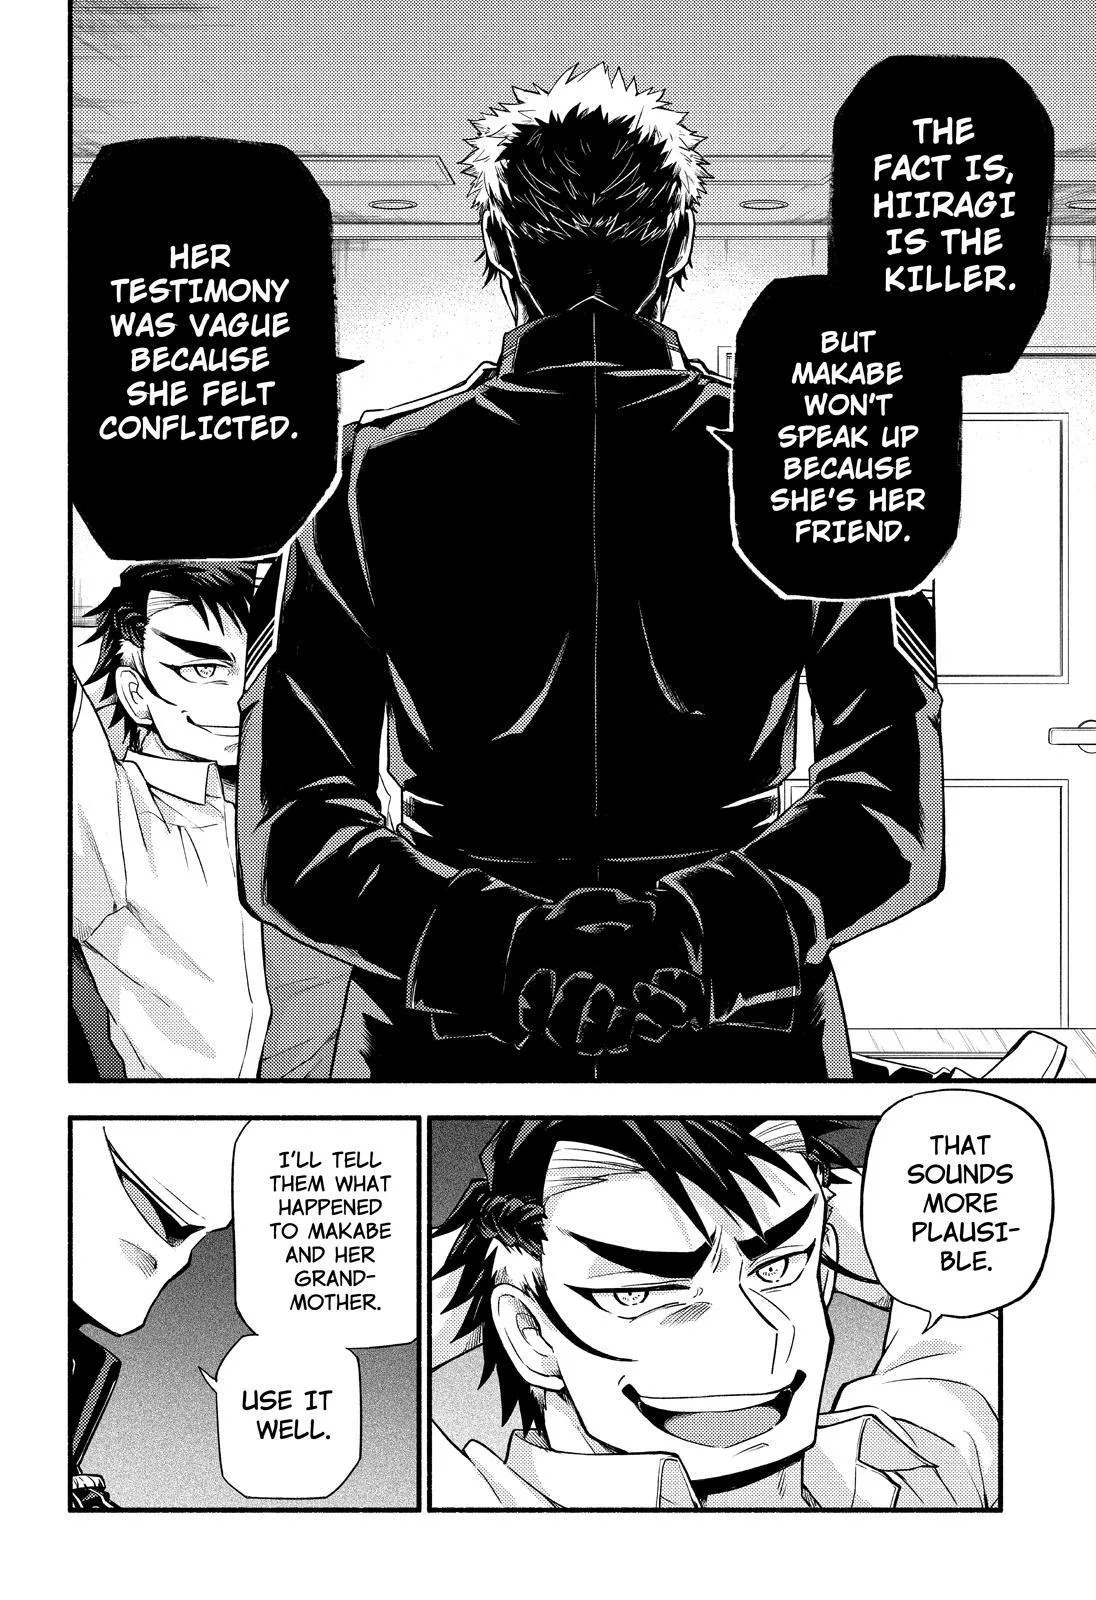 THE
FACT IS,
HIIRAGI
IS THE
KILLER.
BUT
MAKABE
WON'T
SPEAK UP
BECAUSE
SHE'S HER
FRIEND.
HER
TESTIMONY
WAS VAGUE
BECAUSE
SHE FELT
CONFLICTED.
THAT
SOUNDS
MORE
PLAUSI-
BLE.
I'LL TELL
THEM WHAT
HAPPENED
TO MAKABE
AND HER
GRAND-
MOTHER.
USE IT
WELL.